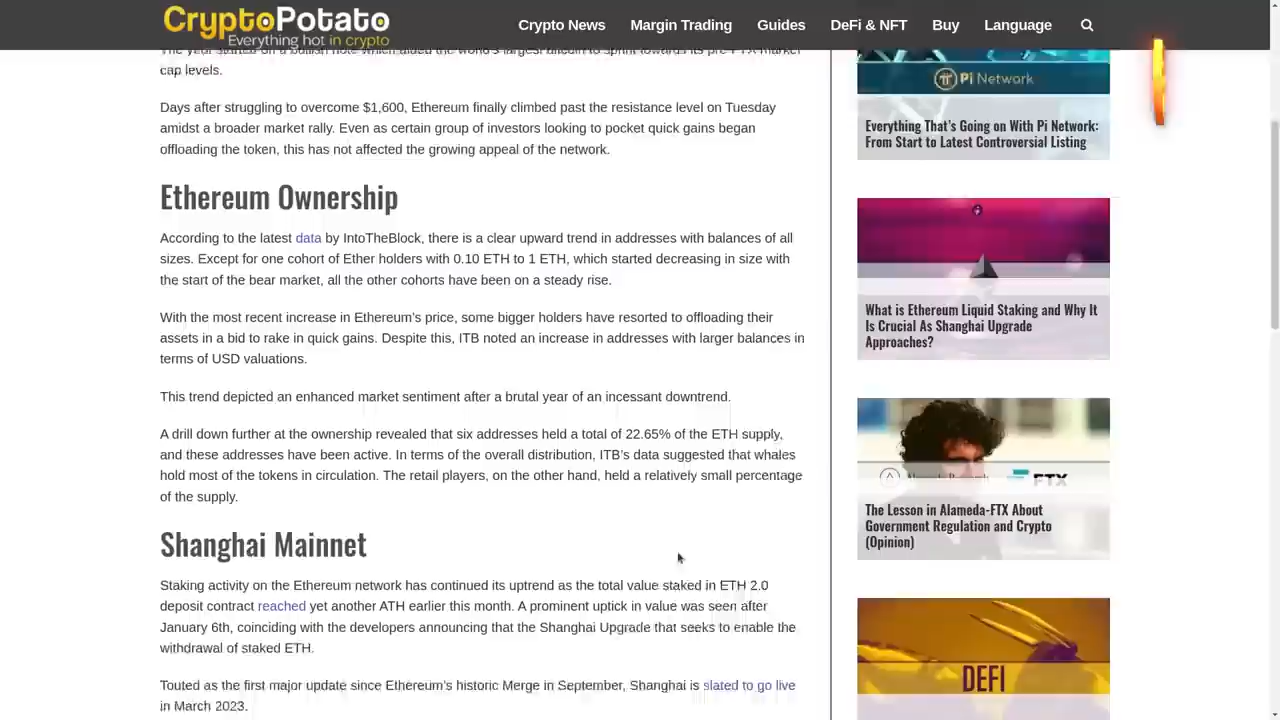 CryptoPotato
Everything hot in crypto
Crypto News
Margin Trading
Guides
DeFi & NFT
Buy
Language
The year started on a bullish note which aided the world's largest altcoin to sprint towards its pre-FTX market
cap levels.
Days after struggling to overcome $1,600, Ethereum finally climbed past the resistance level on Tuesday
amidst a broader market rally. Even as certain group of investors looking to pocket quick gains began
offloading the token, this has not affected the growing appeal of the network.
Ethereum Ownership
According to the latest data by IntoTheBlock, there is a clear upward trend in addresses with balances of all
sizes. Except for one cohort of Ether holders with 0.10 ETH to 1 ETH, which started decreasing in size with
the start of the bear market, all the other cohorts have been on a steady rise.
With the most recent increase in Ethereum's price, some bigger holders have resorted to offloading their
assets in a bid to rake in quick gains. Despite this, ITB noted an increase in addresses with larger balances in
terms of USD valuations.
This trend depicted an enhanced market sentiment after a brutal year of an incessant downtrend.
A drill down further at the ownership revealed that six addresses held a total of 22.65% of the ETH supply,
and these addresses have been active. In terms of the overall distribution, ITB's data suggested that whales
hold most of the tokens in circulation. The retail players, on the other hand, held a relatively small percentage
of the supply.
Shanghai Mainnet
Staking activity on the Ethereum network has continued its uptrend as the total value staked in ETH 2.0
deposit contract reached yet another ATH earlier this month. A prominent uptick in value was seen after
January 6th, coinciding with the developers announcing that the Shanghai Upgrade that seeks to enable the
withdrawal of staked ETH.
Touted as the first major update since Ethereum's historic Merge in September, Shanghai is slated to go live
in March 2023.
Pi Network
Everything That's Going on With Pi Network:
From Start to Latest Controversial Listing
What is Ethereum Liquid Staking and Why It
Is Crucial As Shanghai Upgrade
Approaches?
FTX
The Lesson in Alameda-FTX About
Government Regulation and Crypto
(Opinion)
DEFI